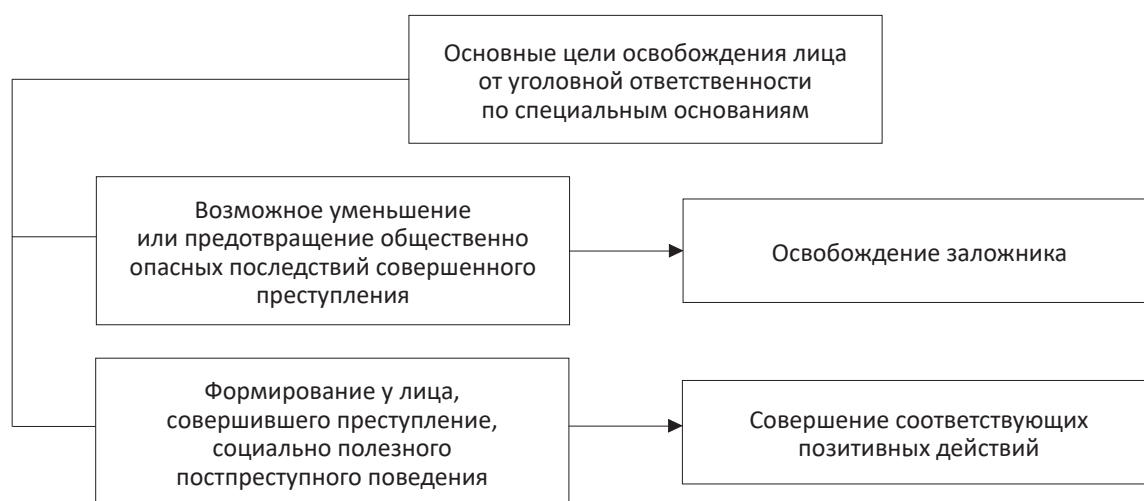 Основные цели освобождения лица
от уголовной ответственности
по специальным основаниям
Возможное уменьшение
или предотвращение общественно
опасных последствий совершенного
преступления
Освобождение заложника
Формирование у лица,
совершившего преступление,
социально полезного
постпреступного поведения
Совершение соответствующих
позитивных действий